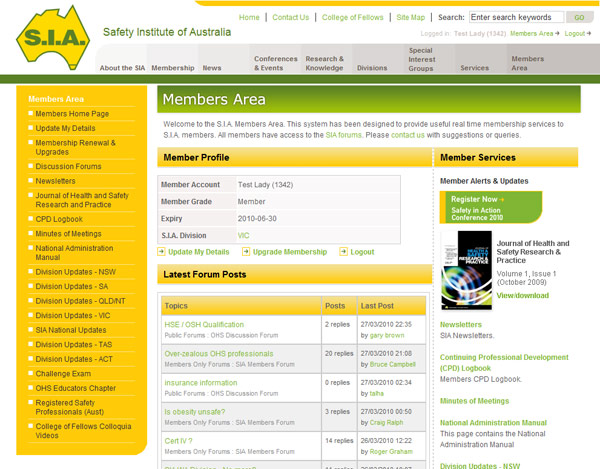 Home | Contact Us | College of Fellows | Site Map | Search: Enter search keywords GO
S.I.A.
Safety Institute of Australia
Logged in: Test Lady (1342) Members Area → Logout →
About the SIA
Membership
News
Conferences & Events
Research & Knowledge
Divisions
Special Interest Groups
Services
Members Area
Members Area
Members Home Page
Update My Details
Membership Renewal &
Upgrades
Discussion Forums
Newsletters
Journal of Health and Safety
Research and Practice
CPD Logbook
Minutes of Meetings
National Administration
Manual
Division Updates - NSW
Division Updates - SA
Division Updates - QLD/NT
Division Updates - VIC
SIA National Updates
Division Updates - TAS
Division Updates - ACT
Challenge Exam
OHS Educators Chapter
Registered Safety
Professionals (Aust)
College of Fellows Colloquia
Videos
Members Area
Welcome to the S.I.A. Members Area. This system has been designed to provide useful real time membership services to
S.I.A. members. All members have access to the SIA forums. Please contact us with suggestions or queries.
Member Profile
Member Account Test Lady (1342)
Member Grade Member
Expiry 2010-06-30
S.I.A. Division VIC
Update My Details Upgrade Membership Logout
Latest Forum Posts
Topics Posts Last Post
HSE / OSH Qualification 2 replies 27/03/2010 22:35
Public Forums : OHS Discussion Forum by gary brown
Over-zealous OHS professionals 20 replies 27/03/2010 21:08
Members Only Forums : SIA Members Forum by Bruce Campbell
insurance information 0 replies 27/03/2010 02:34
Public Forums : OHS Discussion Forum by talha
Is obesity unsafe? 3 replies 27/03/2010 00:50
Members Only Forums : SIA Members Forum by Craig Ralph
Cert IV ? 14 replies 26/03/2010 12:22
Members Only Forums : SIA Members Forum by Roger Graham
Member Services
Member Alerts & Updates
Register Now →
Safety in Action
Conference 2010
JOURNAL OF
HEALTH & SAFETY
RESEARCH &
PRACTICE
Journal of Health and
Safety Research &
Practice
Volume 1, Issue 1
(October 2009)
View/download
Newsletters
SIA Newsletters.
Continuing Professional Development
(CPD) Logbook
Members CPD Logbook.
Minutes of Meetings
National Administration Manual
This page contains the National
Administration Manual
Division Updates - NSW